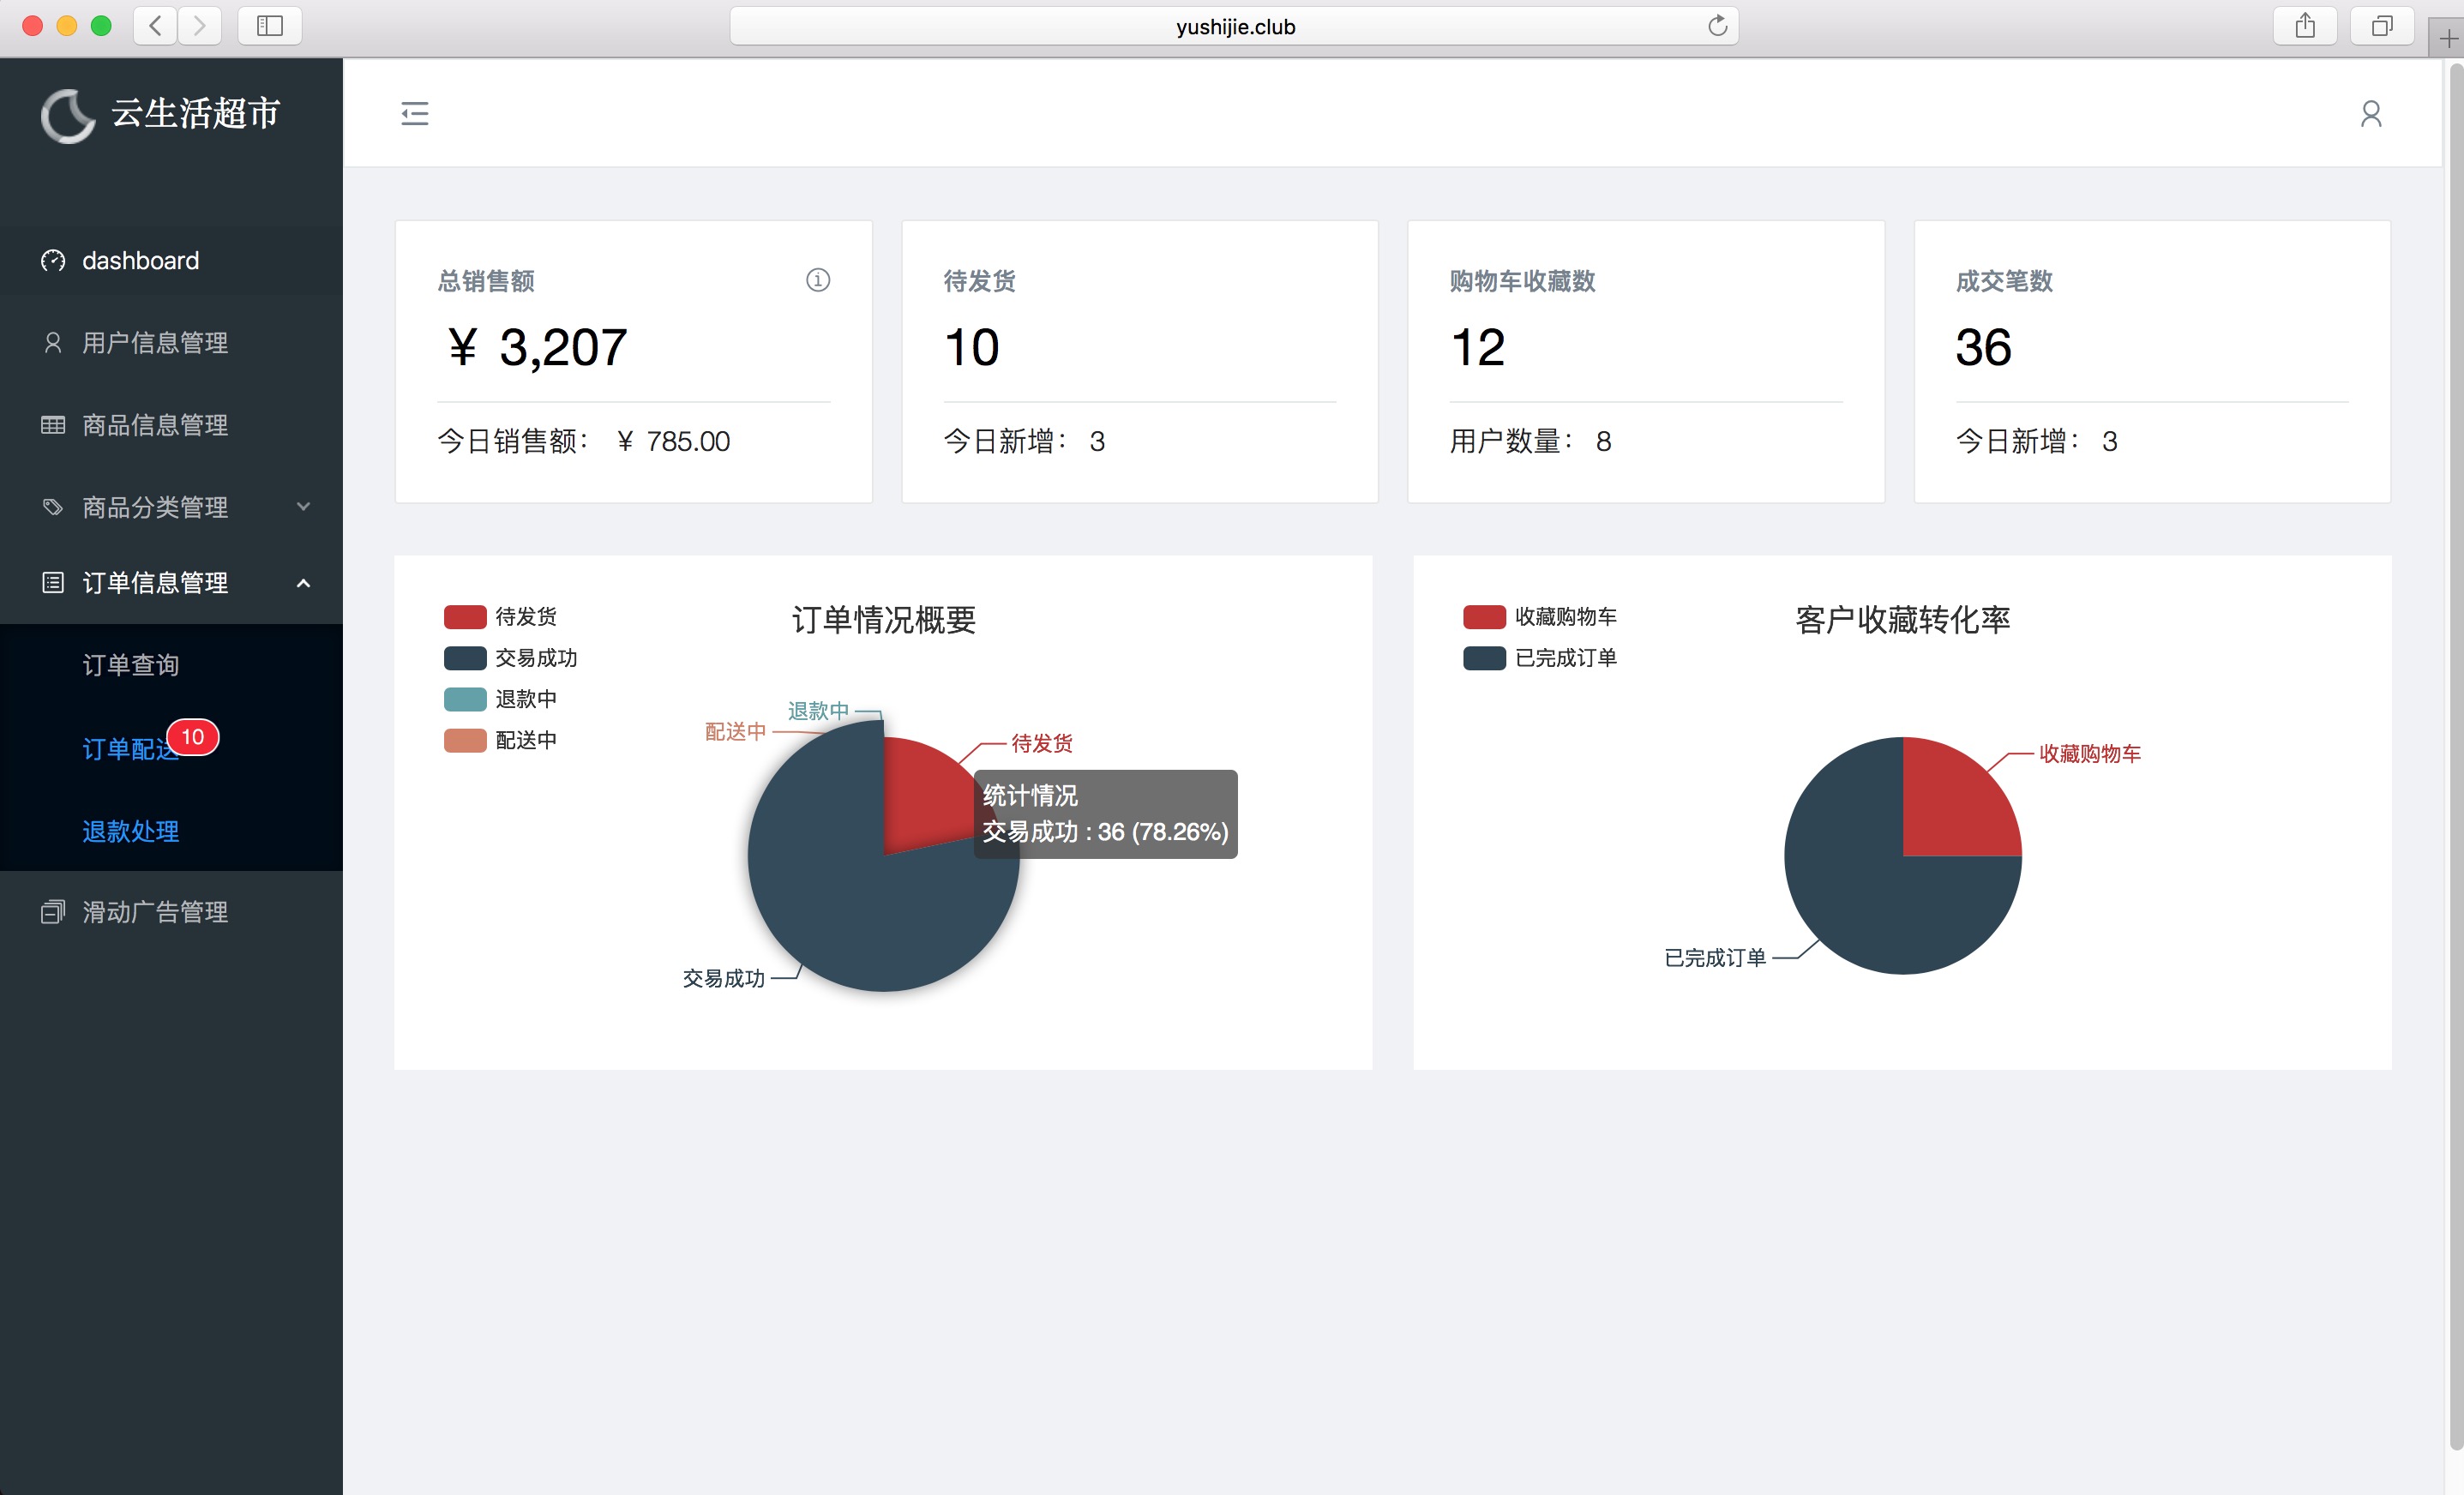 yushijie.club
云生活超市
dashboard
用户信息管理
商品信息管理
商品分类管理
订单信息管理
订单查询
订单配送
10
退款处理
滑动广告管理
总销售额
¥ 3,207
今日销售额： ¥ 785.00
待发货
10
今日新增： 3
购物车收藏数
12
用户数量： 8
成交笔数
36
今日新增： 3
订单情况概要
待发货
交易成功
退款中
配送中
退款中
配送中
待发货
统计情况
交易成功 : 36 (78.26%)
交易成功
客户收藏转化率
收藏购物车
已完成订单
收藏购物车
已完成订单